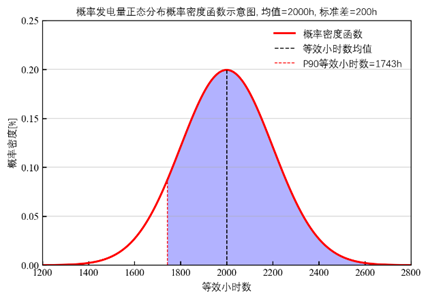 概率发电量正态分布概率密度函数示意图, 均值=2000h, 标准差=200h
概率密度函数
等效小时数均值
P90等效小时数=1743h
概率密度[%]
0.25
0.20
0.15
0.10
0.05
0.00
1200 1400 1600 1800 2000 2200 2400 2600 2800
等效小时数